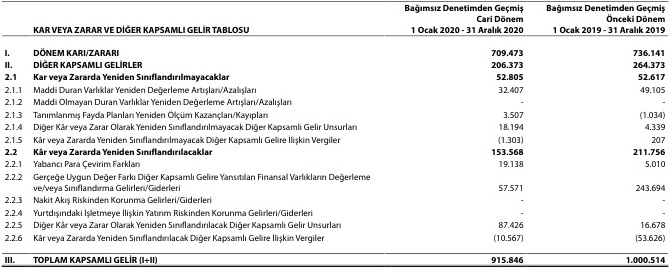 Bağımsız Denetimden Geçmiş Bağımsız Denetimden Geçmiş
Cari Dönem Önceki Dönem
KAR VEYA ZARAR VE DİĞER KAPSAMLI GELİR TABLOSU 1 Ocak 2020 - 31 Aralık 2020 1 Ocak 2019 - 31 Aralık 2019
I. DÖNEM KARI/ZARARI 709.473 736.141
II. DİĞER KAPSAMLI GELİRLER 206.373 264.373
2.1 Kar veya Zararda Yeniden Sınıflandırılmayacaklar 52.805 52.617
2.1.1 Maddi Duran Varlıklar Yeniden Değerleme Artışları/Azalışları 32.407 49.105
2.1.2 Maddi Olmayan Duran Varlıklar Yeniden Değerleme Artışları/Azalışları - -
2.1.3 Tanımlanmış Fayda Planları Yeniden Ölçüm Kazançları/Kayıpları 3.507 (1.034)
2.1.4 Diğer Kâr veya Zarar Olarak Yeniden Sınıflandırılmayacak Diğer Kapsamlı Gelir Unsurları 18.194 4.339
2.1.5 Kâr veya Zararda Yeniden Sınıflandırılmayacak Diğer Kapsamlı Gelire İlişkin Vergiler (1.303) 207
2.2 Kâr veya Zararda Yeniden Sınıflandırılacaklar 153.568 211.756
2.2.1 Yabancı Para Çevirim Farkları 19.138 5.010
2.2.2 Gerçeğe Uygun Değer Farkı Diğer Kapsamlı Gelire Yansıtılan Finansal Varlıkların Değerleme
ve/veya Sınıflandırma Gelirleri/Giderleri 57.571 243.694
2.2.3 Nakit Akış Riskinden Korunma Gelirleri/Giderleri - -
2.2.4 Yurtdışındaki İşletmeye İlişkin Yatırım Riskinden Korunma Gelirleri/Giderleri - -
2.2.5 Diğer Kâr veya Zarar Olarak Yeniden Sınıflandırılacak Diğer Kapsamlı Gelir Unsurları 87.426 16.678
2.2.6 Kâr veya Zararda Yeniden Sınıflandırılacak Diğer Kapsamlı Gelire İlişkin Vergiler (10.567) (53.626)
III. TOPLAM KAPSAMLI GELİR (I+II) 915.846 1.000.514